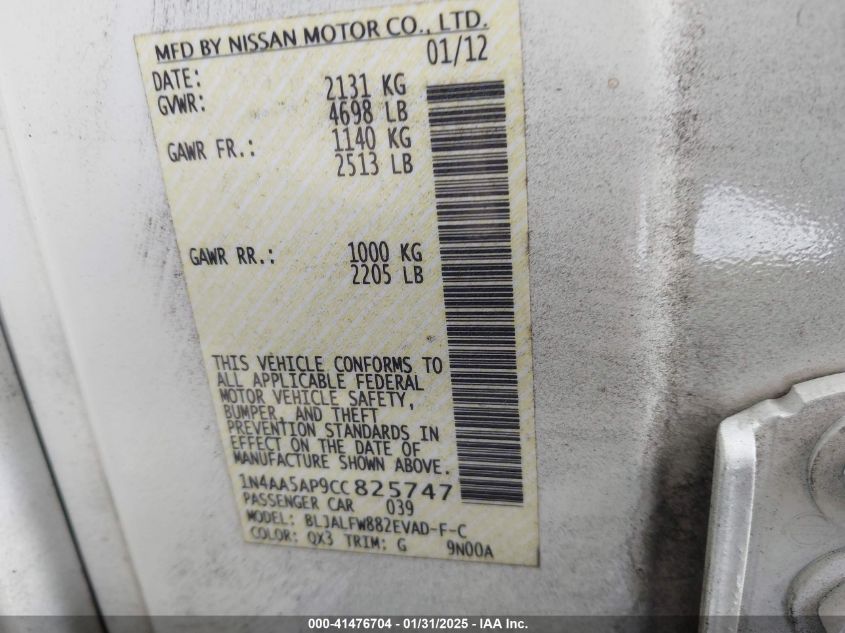 MFD BY NISSAN MOTOR CO., LTD.
DATE: 01/12
GVWR: 2131 KG
4698 LB
GAWR FR.: 1140 KG
2513 LB
GAWR RR.: 1000 KG
2205 LB
THIS VEHICLE CONFORMS TO
ALL APPLICABLE FEDERAL
MOTOR VEHICLE SAFETY,
BUMPER, AND THEFT
PREVENTION STANDARDS IN
EFFECT ON THE DATE OF
MANUFACTURE SHOWN ABOVE.
1N4AA5AP9CC825747
PASSENGER CAR 039
MODEL: BLJALFW882EVAD-F-C
COLOR: QX3 TRIM: G 9N00A
000-41476704 - 01/31/2025 - IAA Inc.